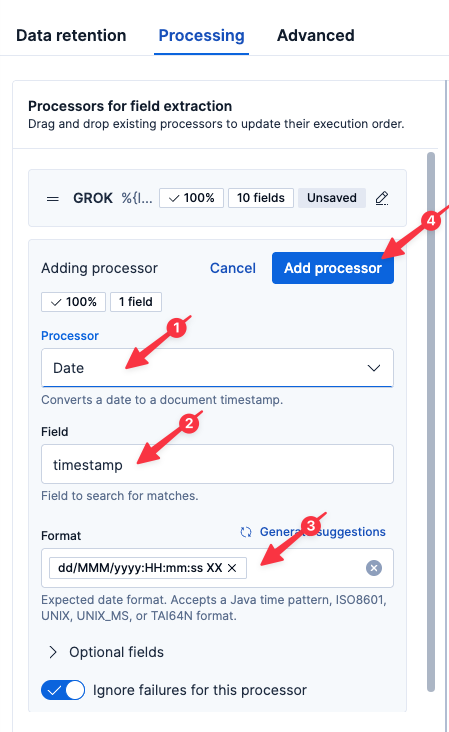 Data retention Processing Advanced
Processors for field extraction
Drag and drop existing processors to update their execution order.
GROK %{I... 100% 10 fields Unsaved
4
Adding processor Cancel Add processor
100% 1 field
1
Processor
Date
Converts a date to a document timestamp.
2
Field
timestamp
Field to search for matches.
3
Format Generate suggestions
dd/MMM/yyyy:HH:mm:ss XX
Expected date format. Accepts a Java time pattern, ISO8601,
UNIX, UNIX_MS, or TAI64N format.
Optional fields
Ignore failures for this processor